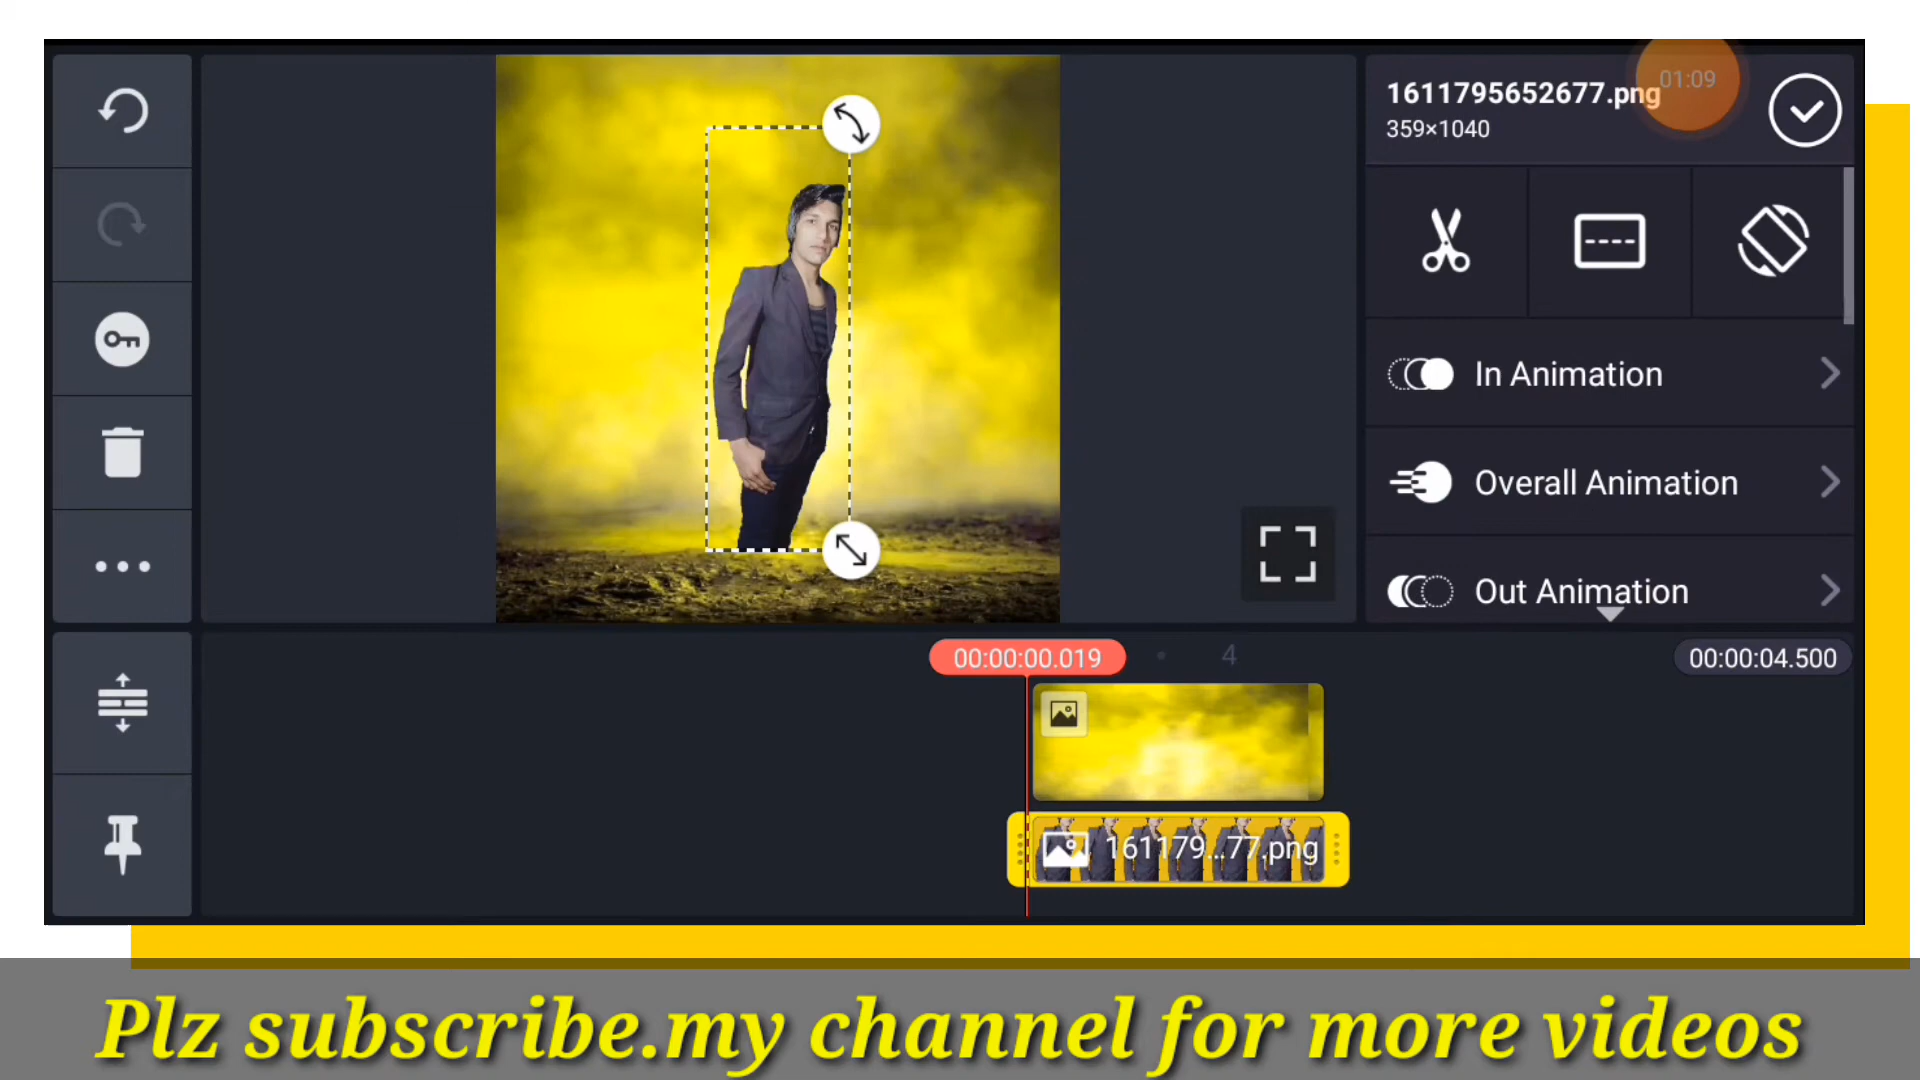 1611795652677.png
01:09
359×1040
In Animation
Overall Animation
Out Animation
00:00:00.019
4
00:00:04.500
161179...77.png
Plz subscribe.my channel for more videos